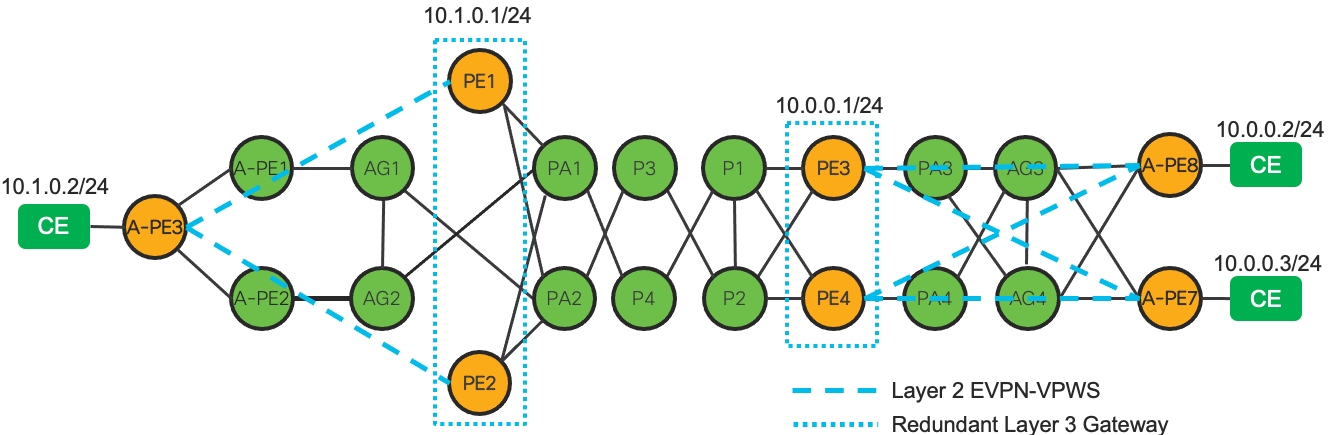 10.1.0.1/24
PE1
10.0.0.1/24
10.0.0.2/24
A-PE1
AG1
PA1
P3
P1
PE3
PA3
AG3
A-PE8
CE
10.1.0.2/24
CE
A-PE3
10.0.0.3/24
A-PE2
AG2
PA2
P4
P2
PE4
PA4
AG4
A-PE7
CE
PE2
Layer 2 EVPN-VPWS
Redundant Layer 3 Gateway